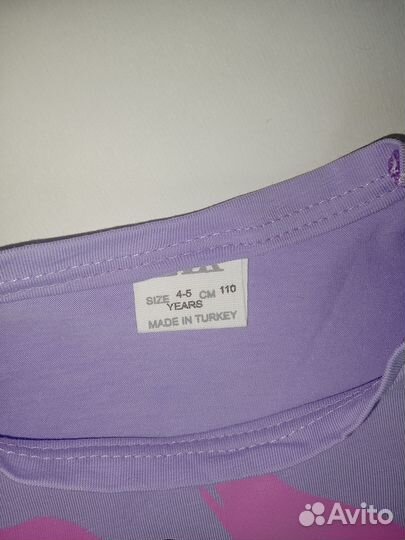 SIZE 4-5 CM 110
YEARS
MADE IN TURKEY
Avito